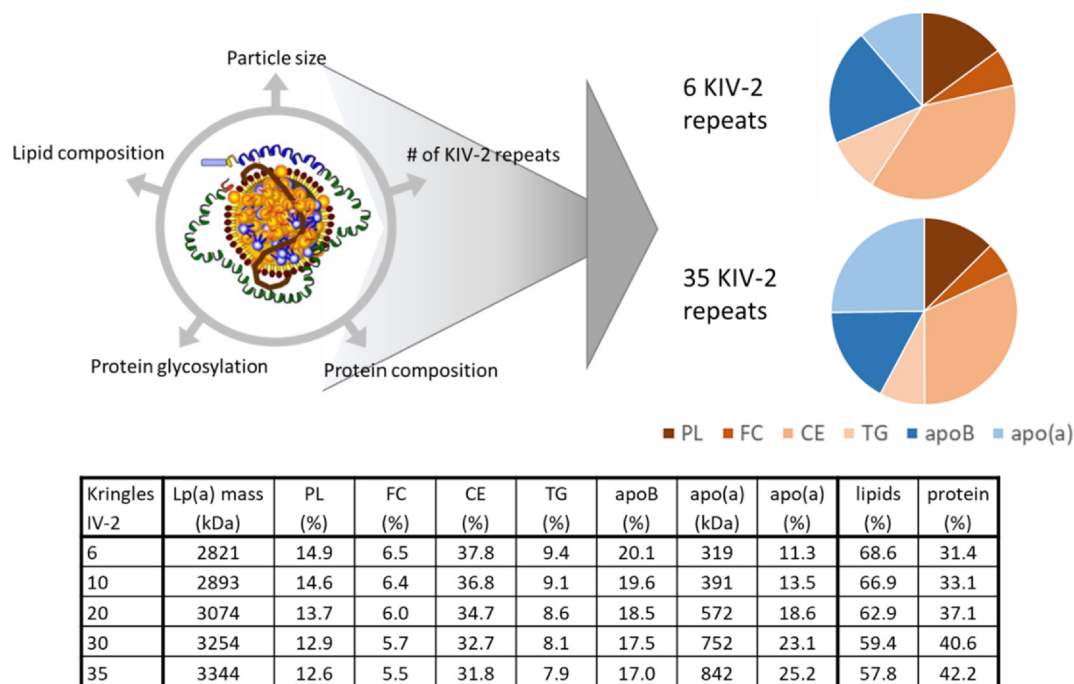 Particle size
Lipid composition
# of KIV-2 repeats
Protein glycosylation
Protein composition
6 KIV-2
repeats
35 KIV-2
repeats
PL FC CE TG apoB apo(a)
Kringles Lp(a) mass PL FC CE TG apoB apo(a) apo(a) lipids protein
IV-2 (kDa) (%) (%) (%) (%) (%) (kDa) (%) (%) (%)
6 2821 14.9 6.5 37.8 9.4 20.1 319 11.3 68.6 31.4
10 2893 14.6 6.4 36.8 9.1 19.6 391 13.5 66.9 33.1
20 3074 13.7 6.0 34.7 8.6 18.5 572 18.6 62.9 37.1
30 3254 12.9 5.7 32.7 8.1 17.5 752 23.1 59.4 40.6
35 3344 12.6 5.5 31.8 7.9 17.0 842 25.2 57.8 42.2